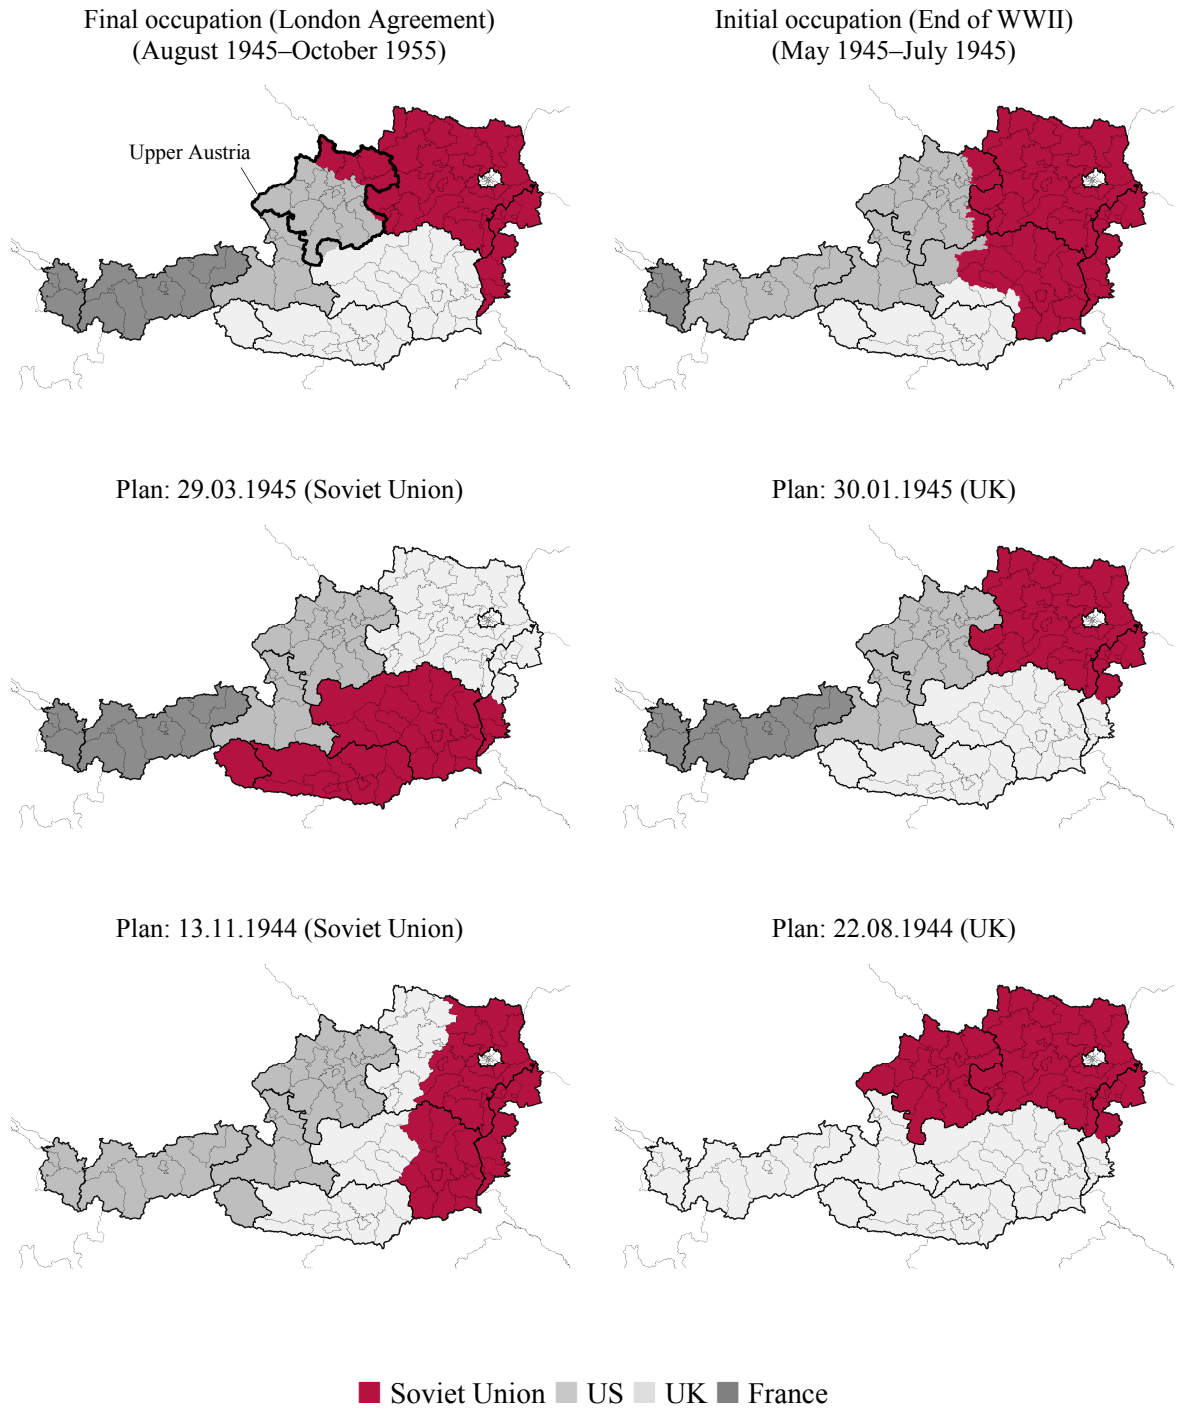 Final occupation (London Agreement)
(August 1945–October 1955)
Initial occupation (End of WWII)
(May 1945–July 1945)
Upper Austria
Plan: 29.03.1945 (Soviet Union)
Plan: 30.01.1945 (UK)
Plan: 13.11.1944 (Soviet Union)
Plan: 22.08.1944 (UK)
Soviet Union US UK France